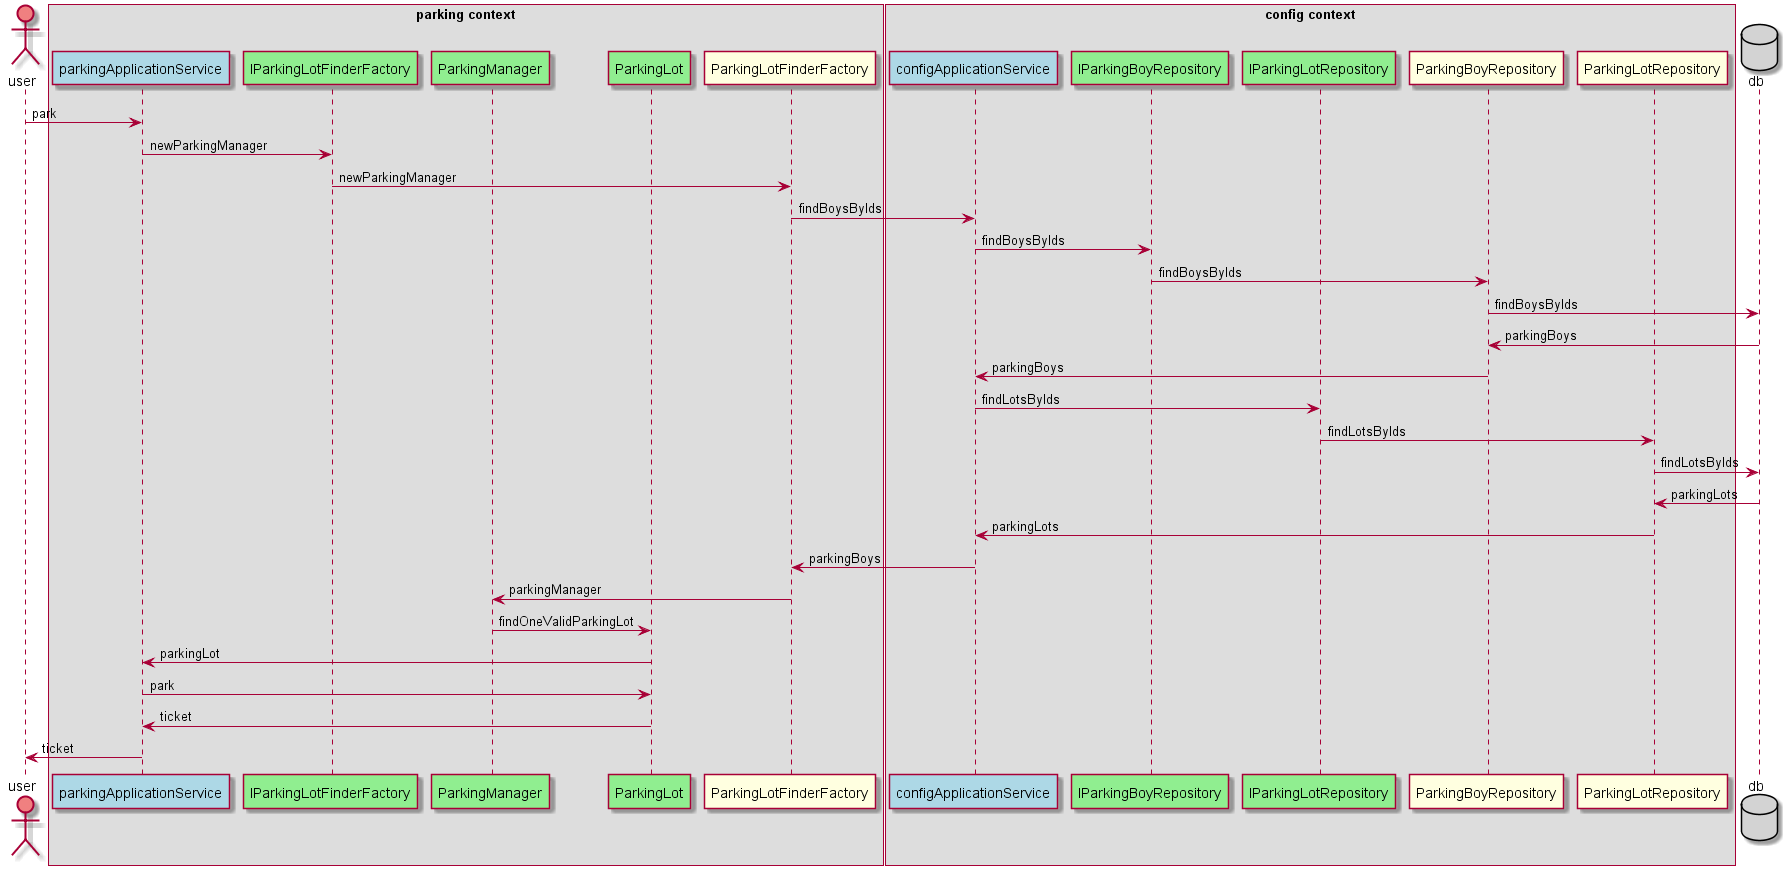 parking context
config context
user
parkingApplicationService
IParkingLotFinderFactory
ParkingManager
ParkingLot
ParkingLotFinderFactory
configApplicationService
IParkingBoyRepository
IParkingLotRepository
ParkingBoyRepository
ParkingLotRepository
db
park
newParkingManager
newParkingManager
findBoysByIds
findBoysByIds
findBoysByIds
findBoysByIds
parkingBoys
parkingBoys
findLotsByIds
findLotsByIds
findLotsByIds
parkingLots
parkingLots
parkingBoys
parkingManager
findOneValidParkingLot
parkingLot
park
ticket
ticket
user
parkingApplicationService
IParkingLotFinderFactory
ParkingManager
ParkingLot
ParkingLotFinderFactory
configApplicationService
IParkingBoyRepository
IParkingLotRepository
ParkingBoyRepository
ParkingLotRepository
db